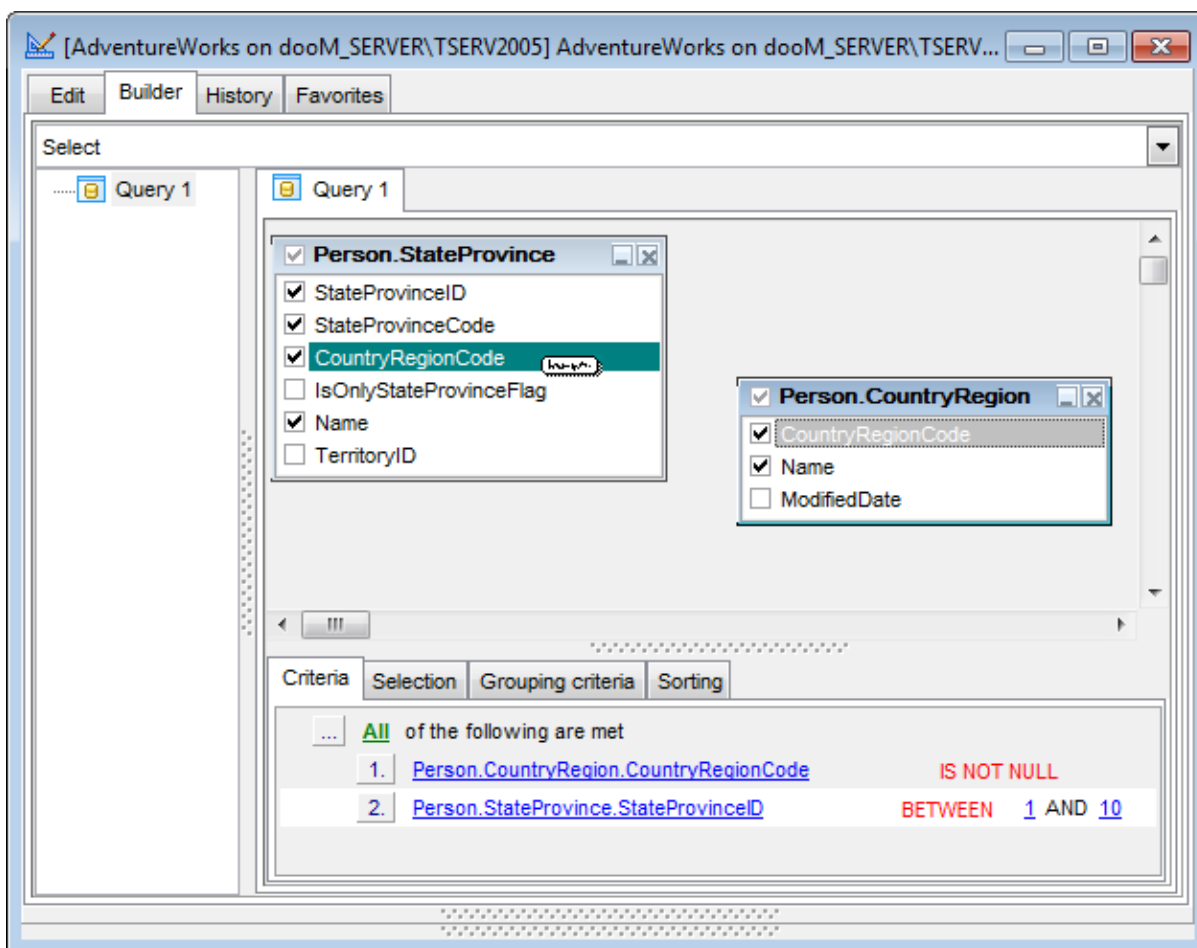 [AdventureWorks on dooM_SERVER\TSERV2005] AdventureWorks on dooM_SERVER\TSERV...
Edit Builder History Favorites
Select
Query 1
Query 1
Person.StateProvince
StateProvinceID
StateProvinceCode
CountryRegionCode
IsOnlyStateProvinceFlag
Name
TerritoryID
Person.CountryRegion
CountryRegionCode
Name
ModifiedDate
Criteria Selection Grouping criteria Sorting
... All of the following are met
1. Person.CountryRegion.CountryRegionCode IS NOT NULL
2. Person.StateProvince.StateProvinceID BETWEEN 1 AND 10